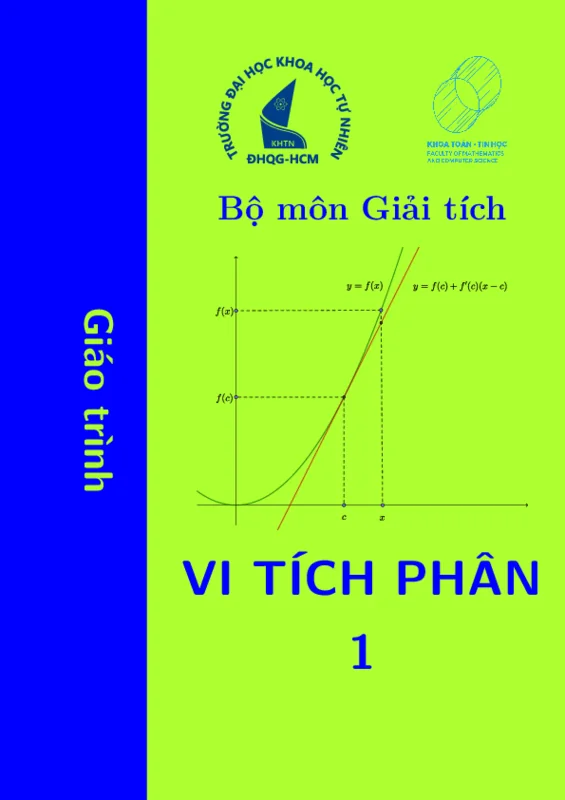 TRƯỜNG ĐẠI HỌC KHOA HỌC TỰ NHIÊN
KHTN
ĐHQG-HCM
KHOA TOÁN - TIN HỌC
FACULTY OF MATHEMATICS
AND COMPUTER SCIENCE
Bộ môn Giải tích
y = f(x)
y = f(c) + f′(c)(x − c)
f(x)
f(c)
c
x
Giáo trình
VI TÍCH PHÂN
1